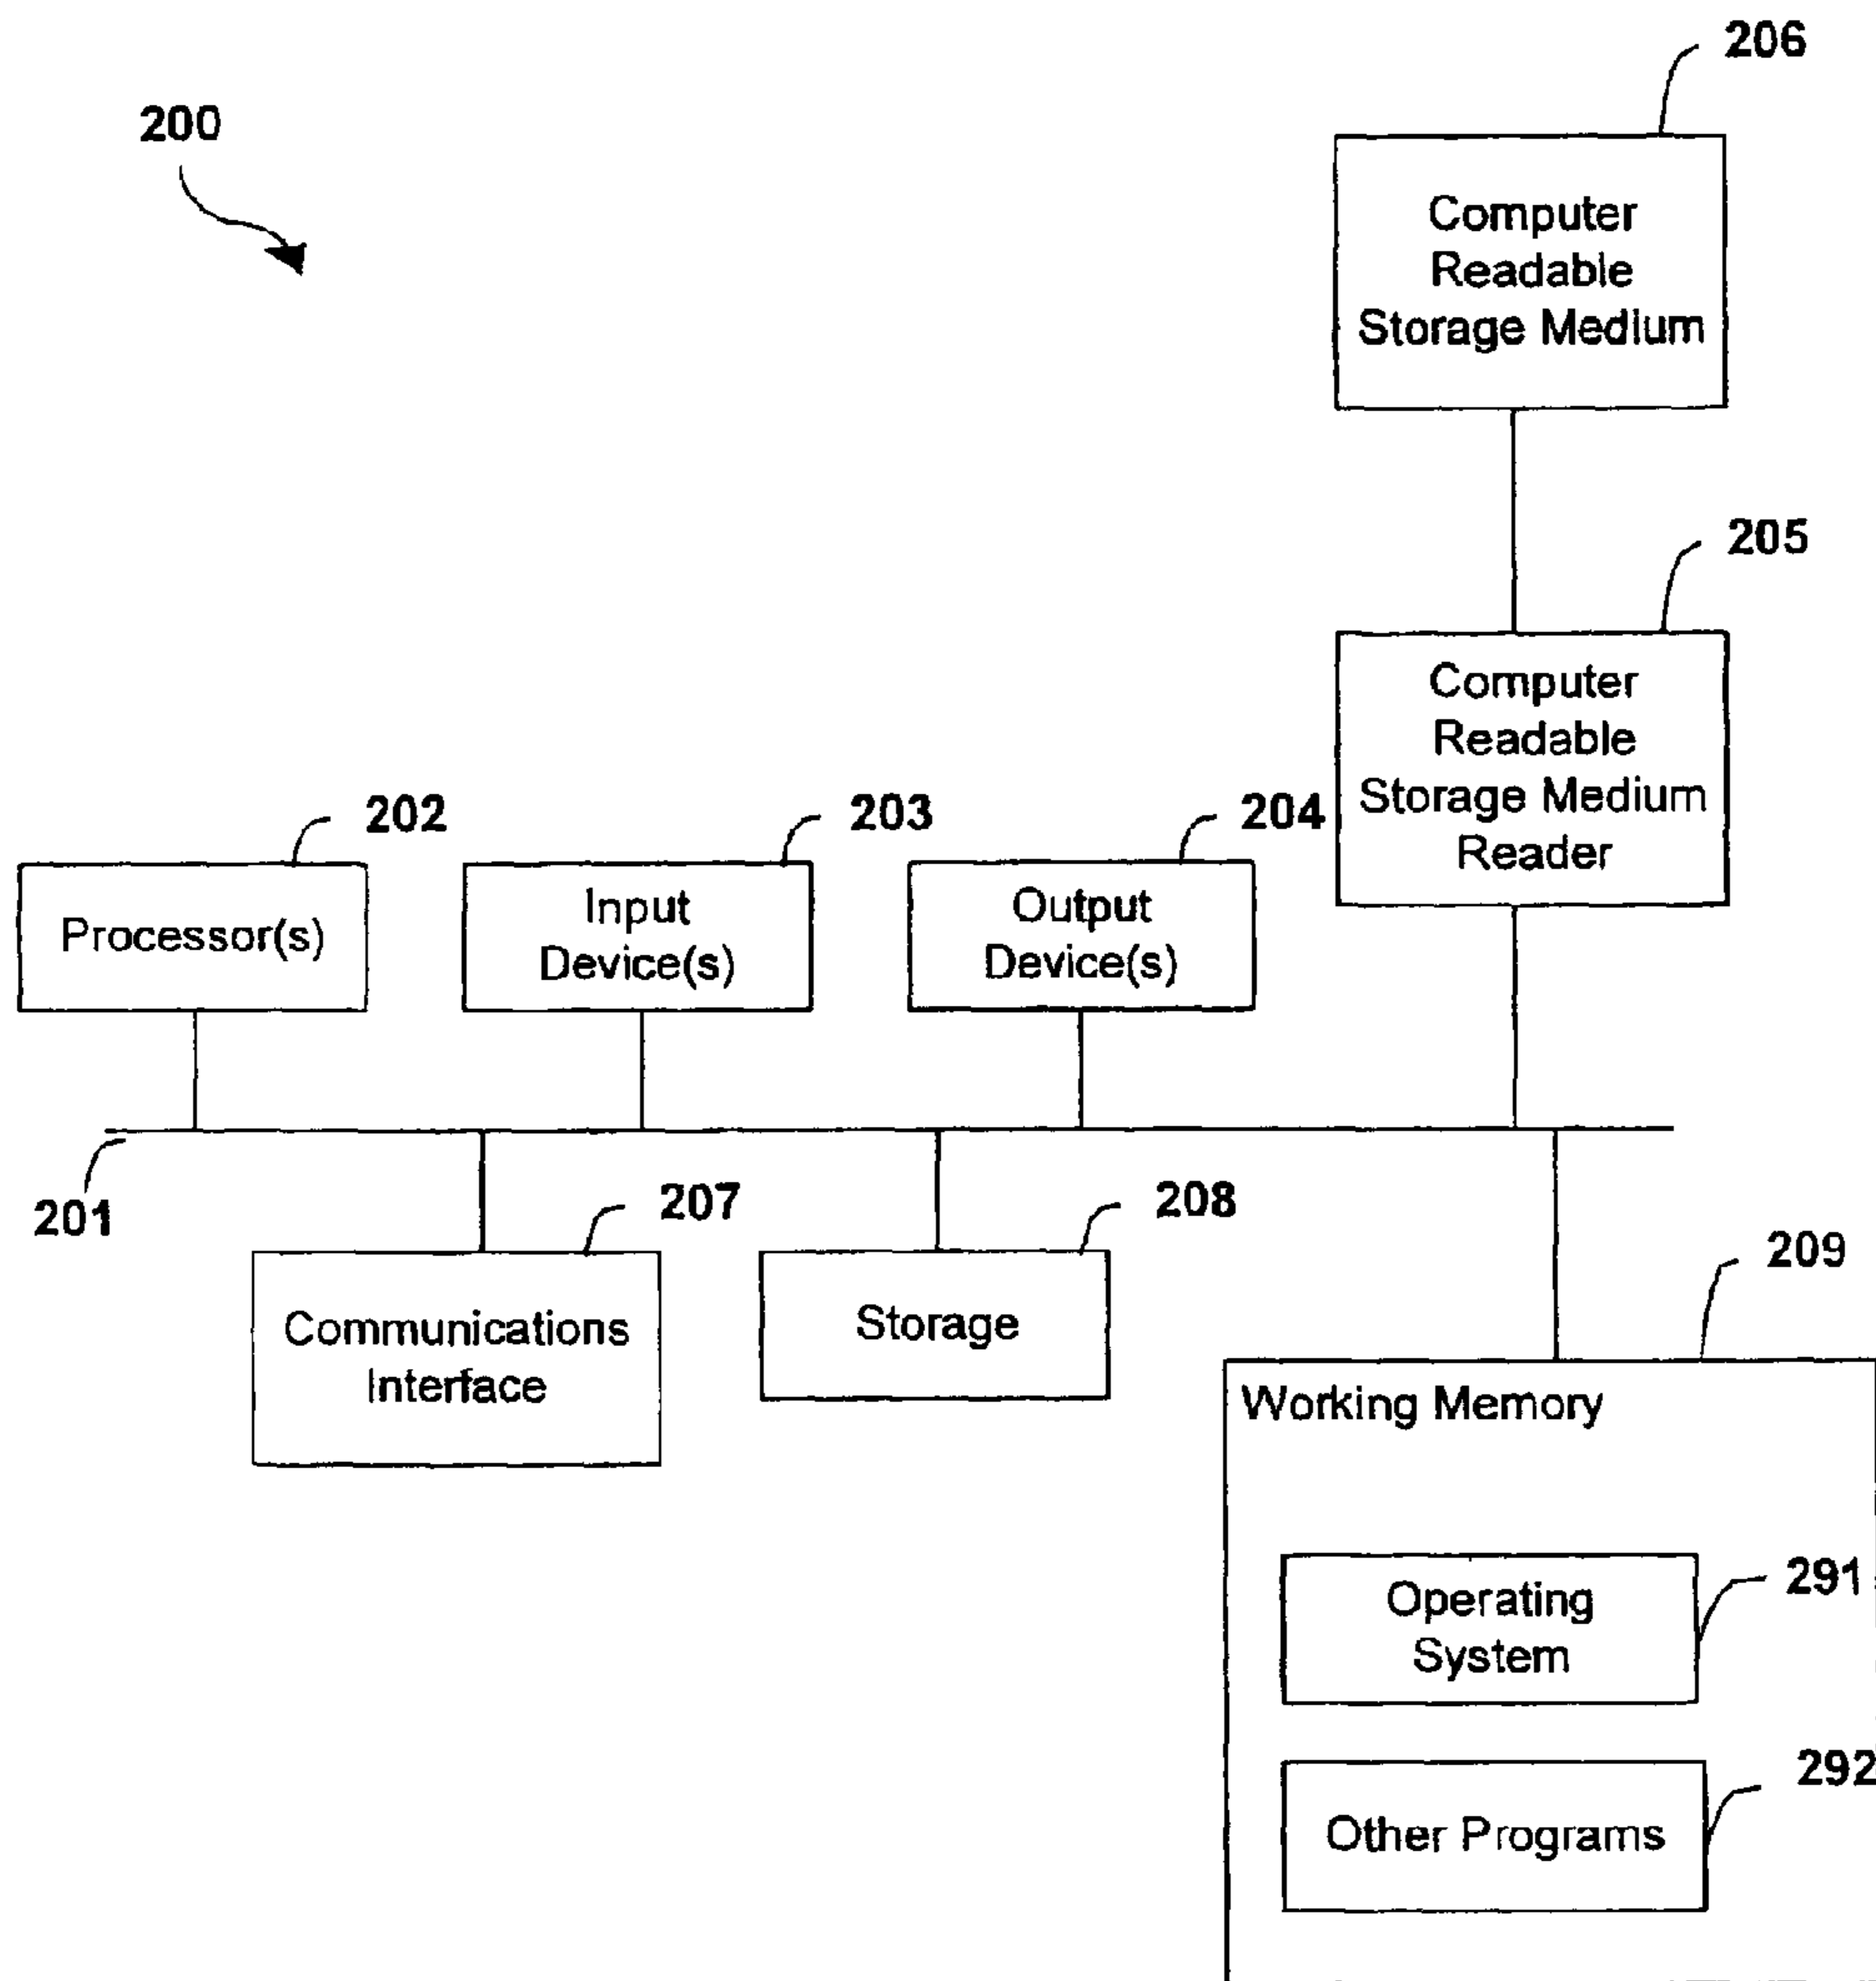 206
200
Computer
Readable
Storage Medium
205
Computer
Readable
Storage Medium
Reader
202
203
204
Processor(s)
Input
Device(s)
Output
Device(s)
201
207
208
209
Communications
Interface
Storage
Working Memory
291
Operating
System
292
Other Programs